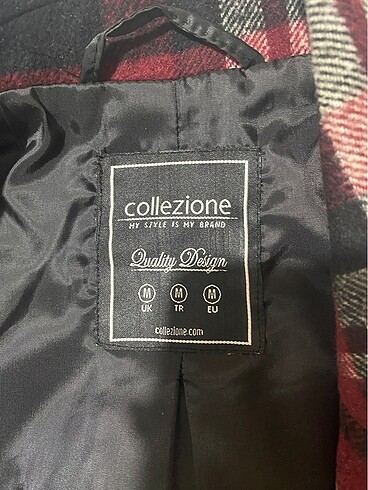 collezione
MY STYLE IS MY BRAND
Quality Design
M M M
UK TR EU
collezione.com